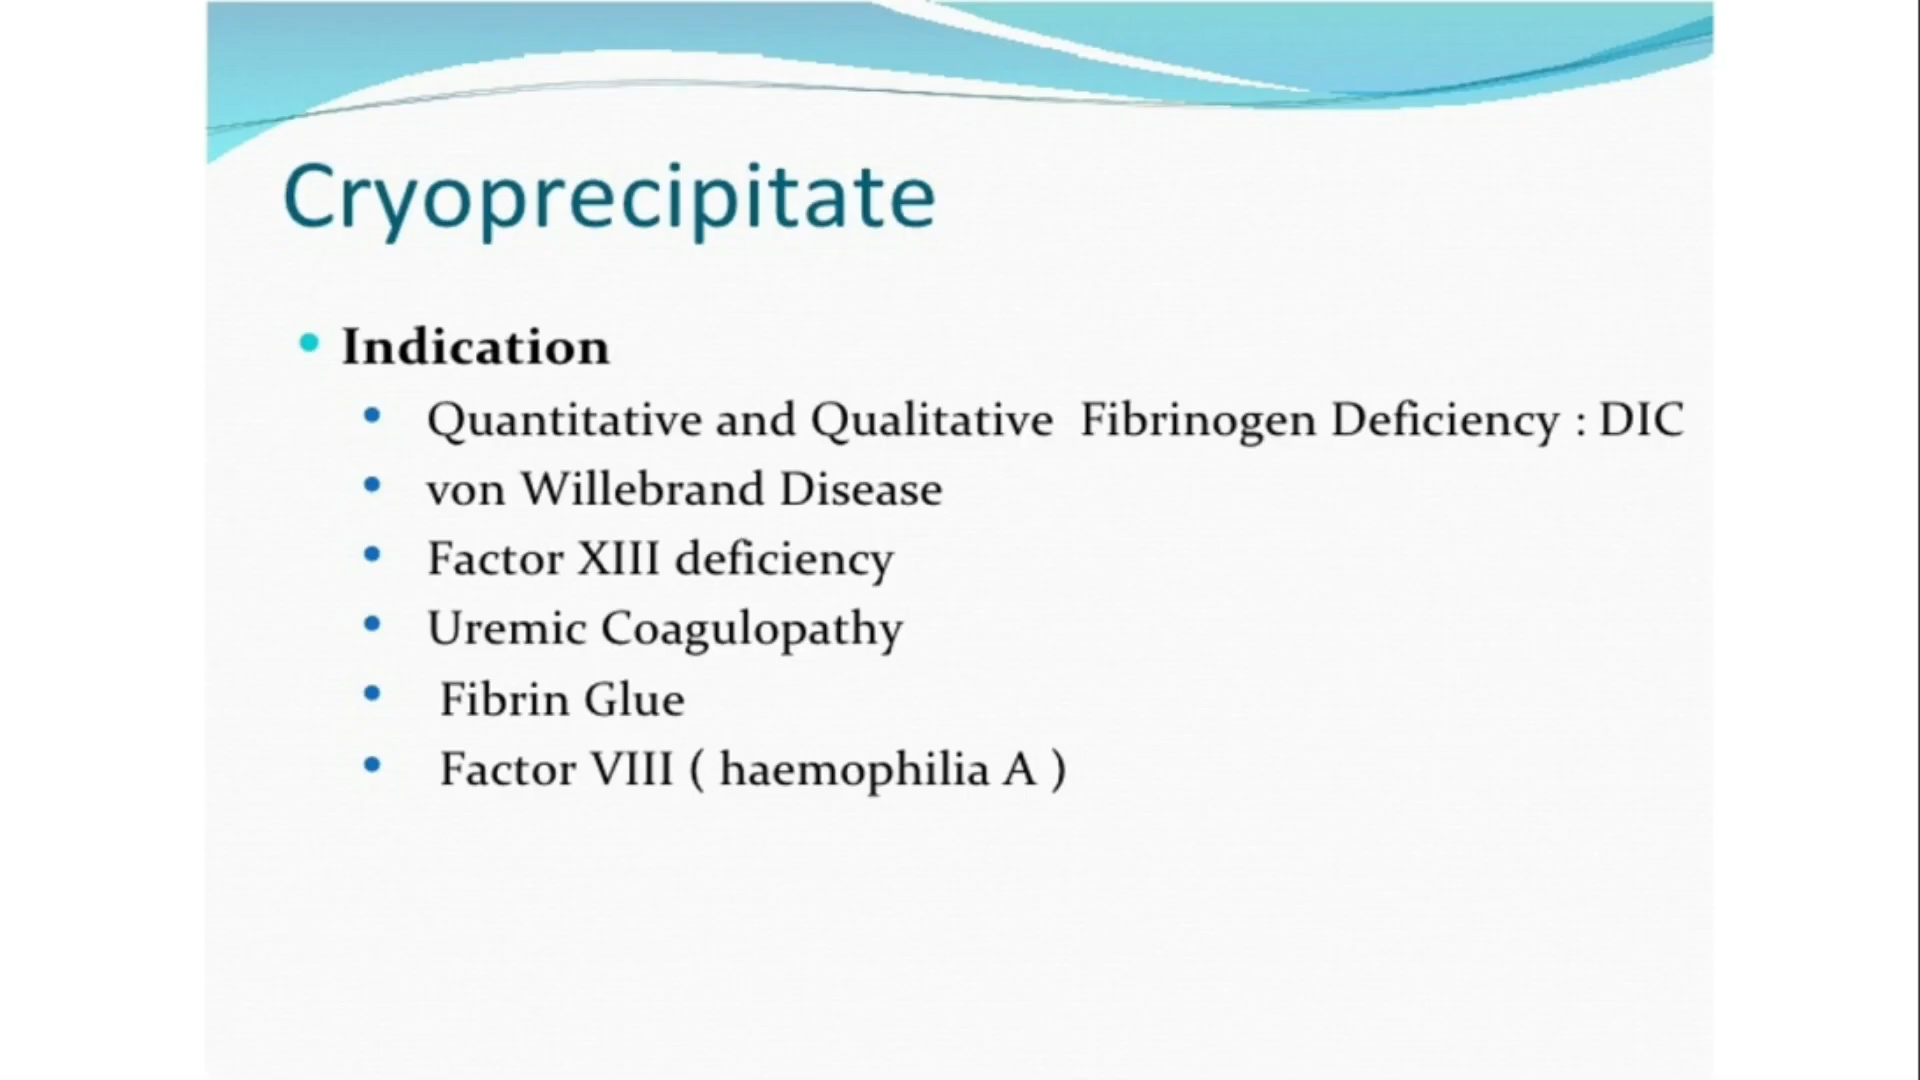 Cryoprecipitate
• Indication
• Quantitative and Qualitative Fibrinogen Deficiency : DIC
• von Willebrand Disease
• Factor XIII deficiency
• Uremic Coagulopathy
• Fibrin Glue
• Factor VIII ( haemophilia A )